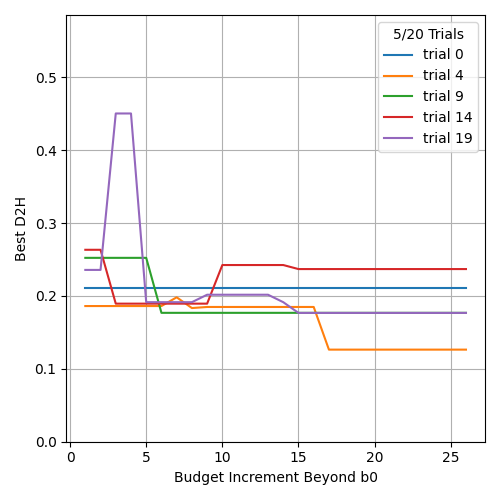 5/20 Trials
trial 0
trial 4
trial 9
trial 14
trial 19
Best D2H
0.5
0.4
0.3
0.2
0.1
0.0
0 5 10 15 20 25
Budget Increment Beyond b0